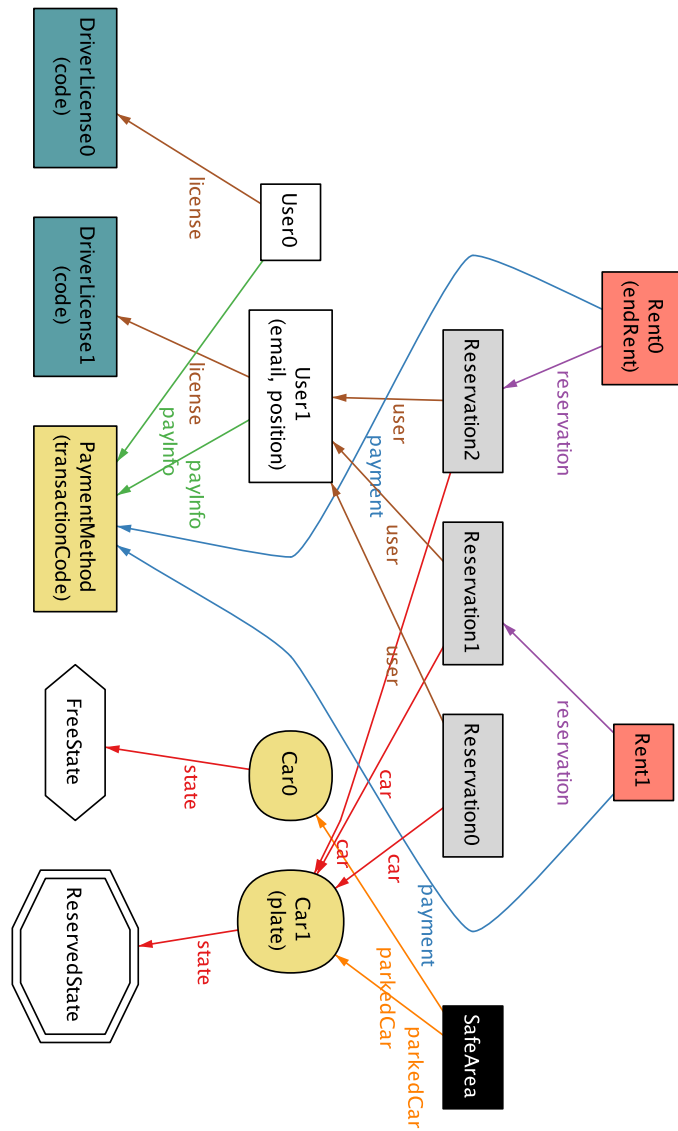 Rent0
(endRent)
Rent1
reservation
reservation
Reservation2
Reservation1
Reservation0
SafeArea
user
payment
user
user
car
car
car
payment
parkedCar
parkedCar
User0
User1
(email, position)
Car0
Car1
(plate)
license
license
payInfo
payInfo
state
state
DriverLicense0
(code)
DriverLicense1
(code)
PaymentMethod
(transactionCode)
FreeState
ReservedState